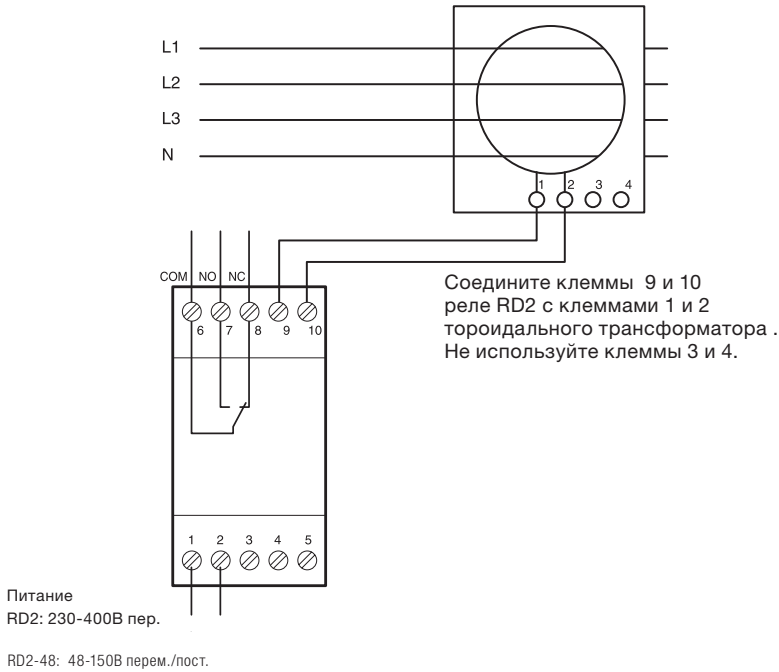 L1
L2
L3
N
1 2 3 4
COM NO NC
6 7 8 9 10
Соедините клеммы 9 и 10
реле RD2 с клеммами 1 и 2
тороидального трансформатора .
Не используйте клеммы 3 и 4.
1 2 3 4 5
Питание
RD2: 230-400В пер.
RD2-48: 48-150В перем./пост.